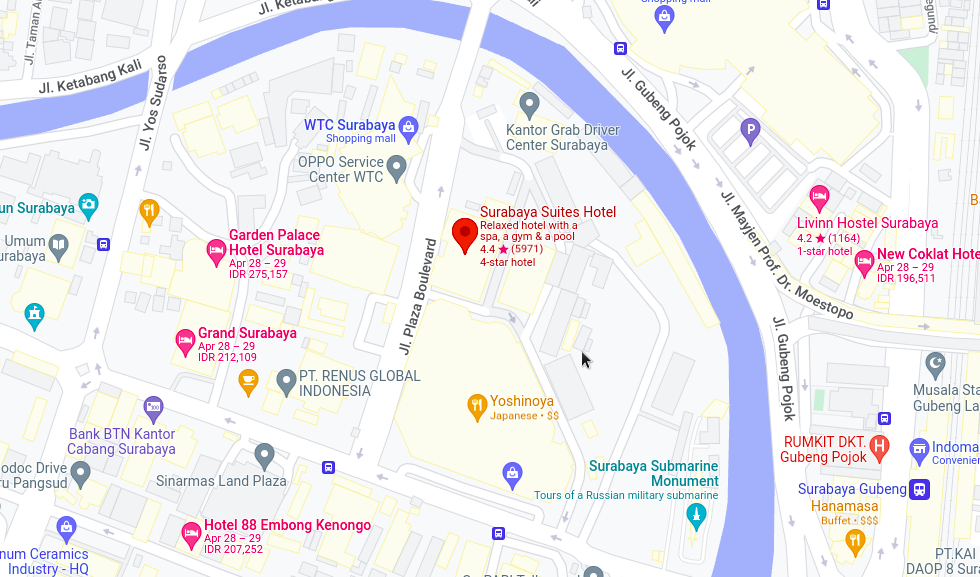 Shopping mall
Jl. Ketabang
Jl. Taman
Jl. Ketabang Kali
Jl. Yos Sudarso
Jl. Gubeng Pojok
WTC Surabaya
Shopping mall
Kantor Grab Driver
Center Surabaya
OPPO Service
Center WTC
P
Jl. Mayjen Prof. Dr. Moestopo
un Surabaya
Surabaya Suites Hotel
Relaxed hotel with a
spa, a gym & a pool
4.4 ★ (5971)
4-star hotel
Livinn Hostel Surabaya
4.2 ★ (1164)
1-star hotel
Umum
urabaya
Garden Palace
Hotel Surabaya
Apr 28 – 29
IDR 275,157
New Coklat Hote
Apr 28 – 29
IDR 196,511
Jl. Plaza Boulevard
Jl. Gubeng Pojok
Grand Surabaya
Apr 28 – 29
IDR 212,109
PT. RENUS GLOBAL
INDONESIA
Musala Sta
Gubeng La
Yoshinoya
Japanese • $$
Bank BTN Kantor
Cabang Surabaya
RUMKIT DKT.
Gubeng Pojok
H
Indoma
Convenien
odoc Drive
ru Pangsud
Sinarmas Land Plaza
Surabaya Submarine
Monument
Tours of a Russian military submarine
Surabaya Gubeng
Hanamasa
Buffet • $$$
Hotel 88 Embong Kenongo
Apr 28 – 29
IDR 207,252
num Ceramics
Industry - HQ
PT.KAI
DAOP 8 Sur